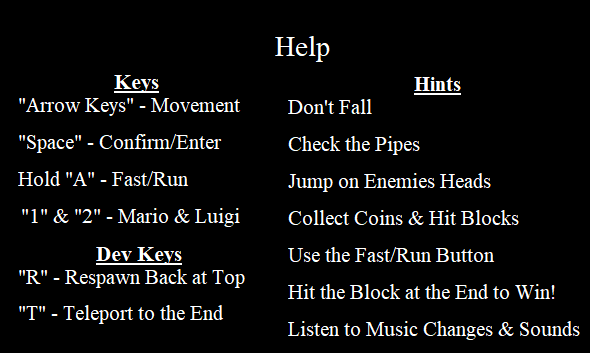 Help
Keys
"Arrow Keys" - Movement
"Space" - Confirm/Enter
Hold "A" - Fast/Run
"1" & "2" - Mario & Luigi
Dev Keys
"R" - Respawn Back at Top
"T" - Teleport to the End
Hints
Don't Fall
Check the Pipes
Jump on Enemies Heads
Collect Coins & Hit Blocks
Use the Fast/Run Button
Hit the Block at the End to Win!
Listen to Music Changes & Sounds